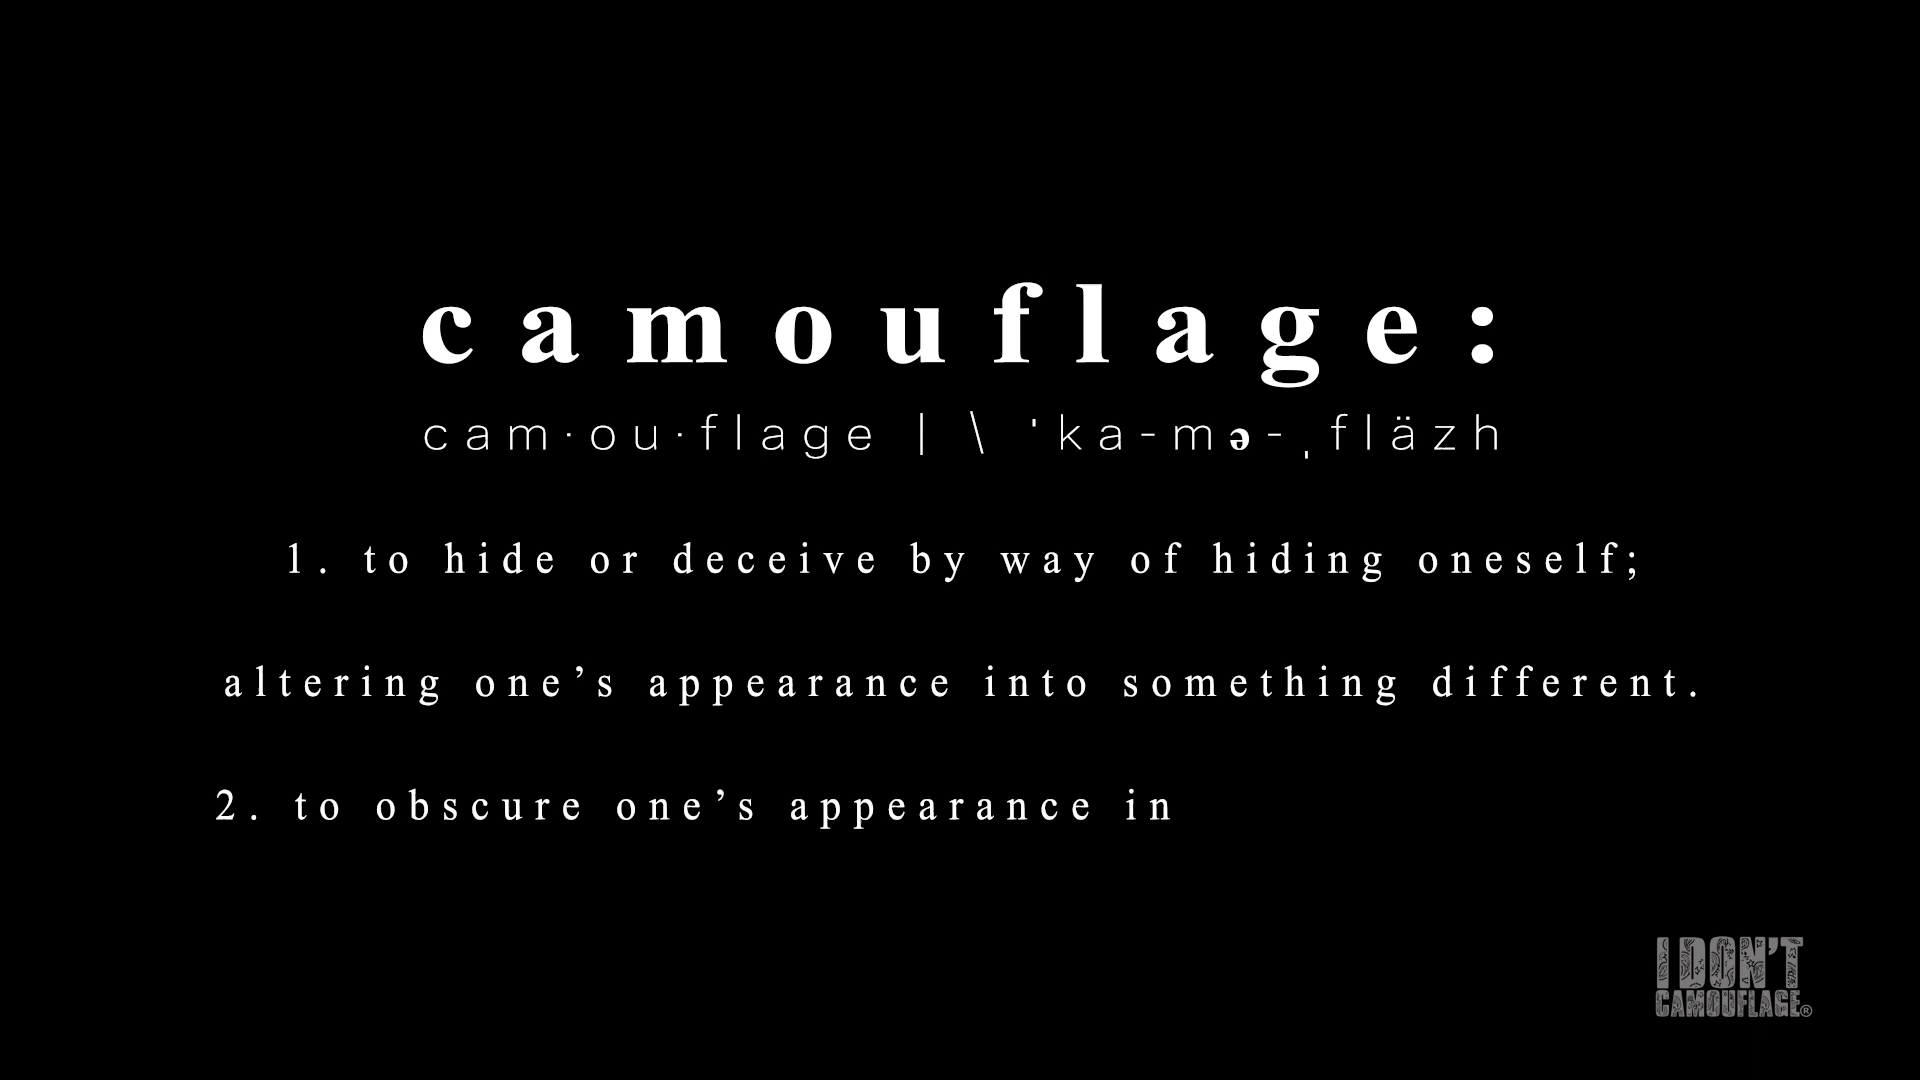 camouflage:
cam·ou·flage | \ ˈka-mə-ˌfläzh
1. to hide or deceive by way of hiding oneself;
altering one’s appearance into something different.
2. to obscure one’s appearance in
I DON'T
CAMOUFLAGE®